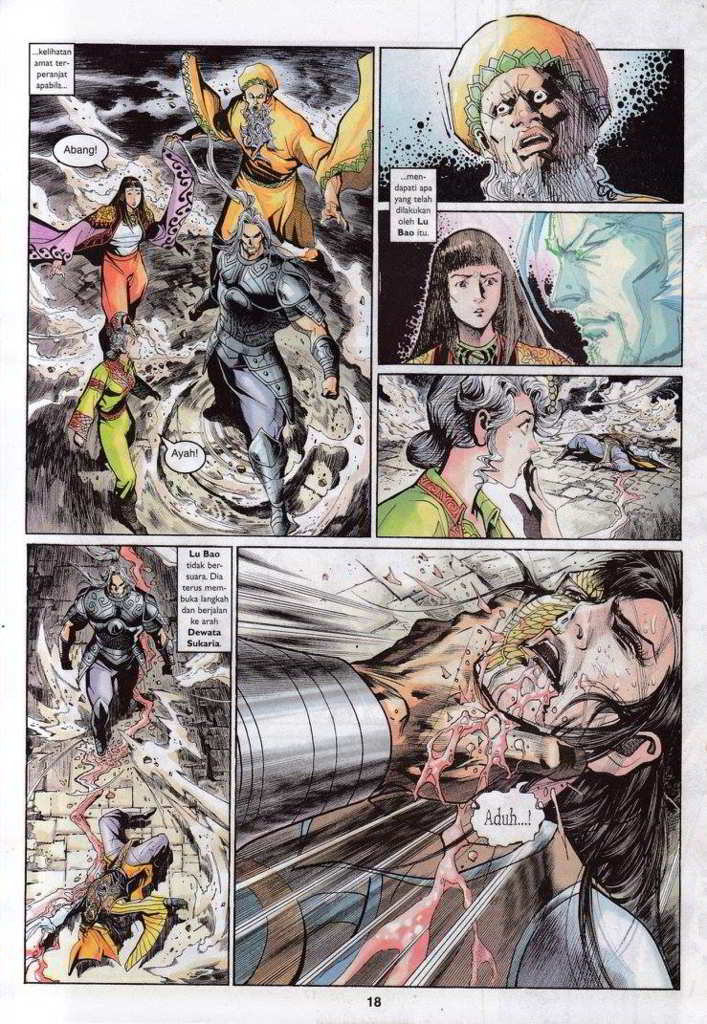 ...kelihatan
amat ter-
peranjat
apabila...
Abang!
Ayah!
...men-
dapati apa
yang telah
dilakukan
oleh Lu
Bao itu.
Lu Bao
tidak ber-
suara. Dia
terus mem-
buka langkah
dan berjalan
ke arah
Dewata
Sukaria.
Aduh...!
18